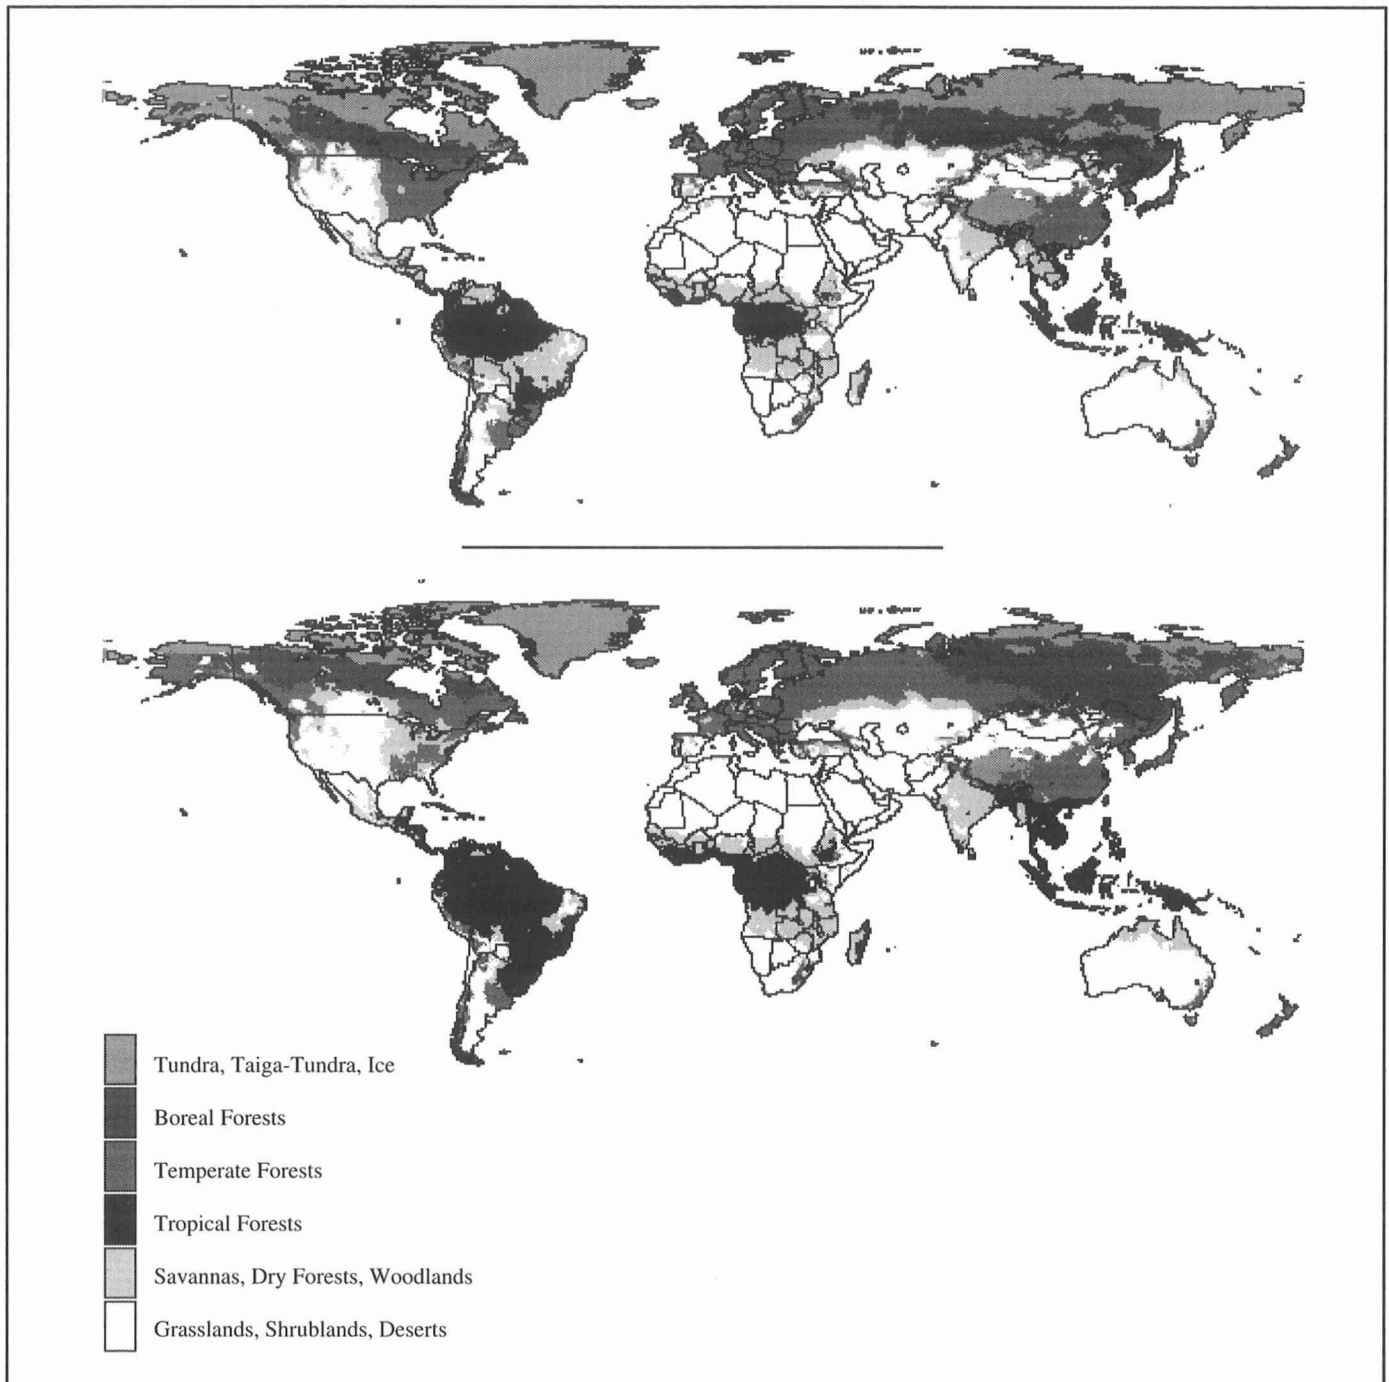 Tundra, Taiga-Tundra, Ice
Boreal Forests
Temperate Forests
Tropical Forests
Savannas, Dry Forests, Woodlands
Grasslands, Shrublands, Deserts